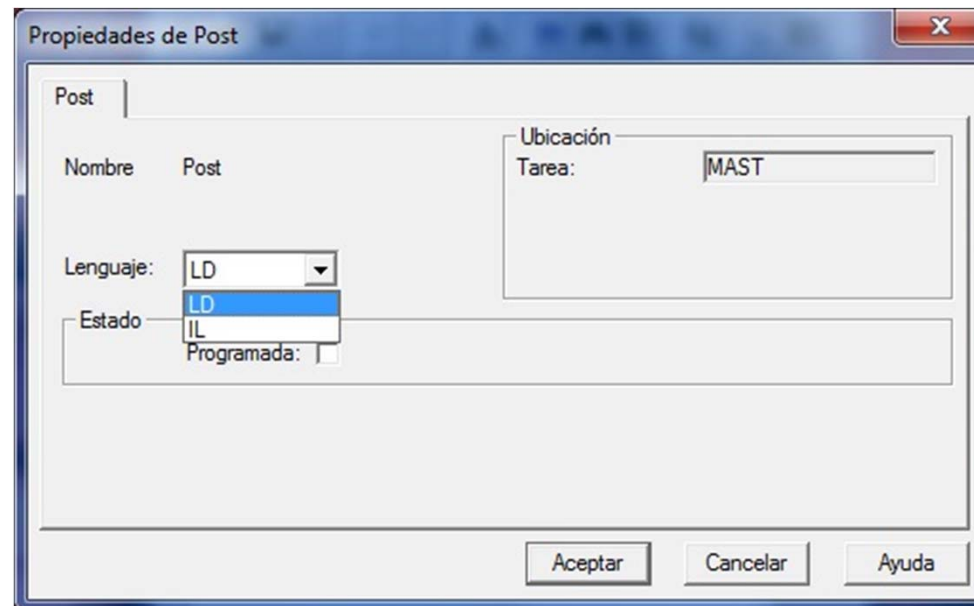 Propiedades de Post
Post
Nombre Post
Ubicación
Tarea: MAST
Lenguaje: LD
LD
IL
Estado
Programada:
Aceptar Cancelar Ayuda